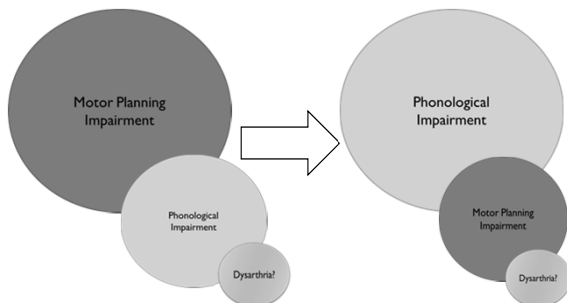 Motor Planning
Impairment
Phonological
Impairment
Dysarthria?
Phonological
Impairment
Motor Planning
Impairment
Dysarthria?